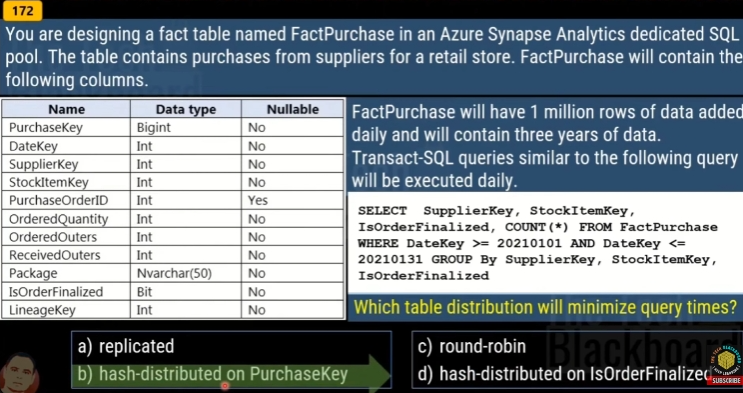 172
You are designing a fact table named FactPurchase in an Azure Synapse Analytics dedicated SQL
pool. The table contains purchases from suppliers for a retail store. FactPurchase will contain the
following columns.
Name Data type Nullable
PurchaseKey Bigint No
DateKey Int No
SupplierKey Int No
StockItemKey Int No
PurchaseOrderID Int Yes
OrderedQuantity Int No
OrderedOuters Int No
ReceivedOuters Int No
Package Nvarchar(50) No
IsOrderFinalized Bit No
LineageKey Int No
FactPurchase will have 1 million rows of data added
daily and will contain three years of data.
Transact-SQL queries similar to the following query
will be executed daily.
SELECT SupplierKey, StockItemKey,
IsOrderFinalized, COUNT(*) FROM FactPurchase
WHERE DateKey >= 20210101 AND DateKey <=
20210131 GROUP By SupplierKey, StockItemKey,
IsOrderFinalized
Which table distribution will minimize query times?
a) replicated
b) hash-distributed on PurchaseKey
c) round-robin
d) hash-distributed on IsOrderFinalized
Blackboard
SUBSCRIBE